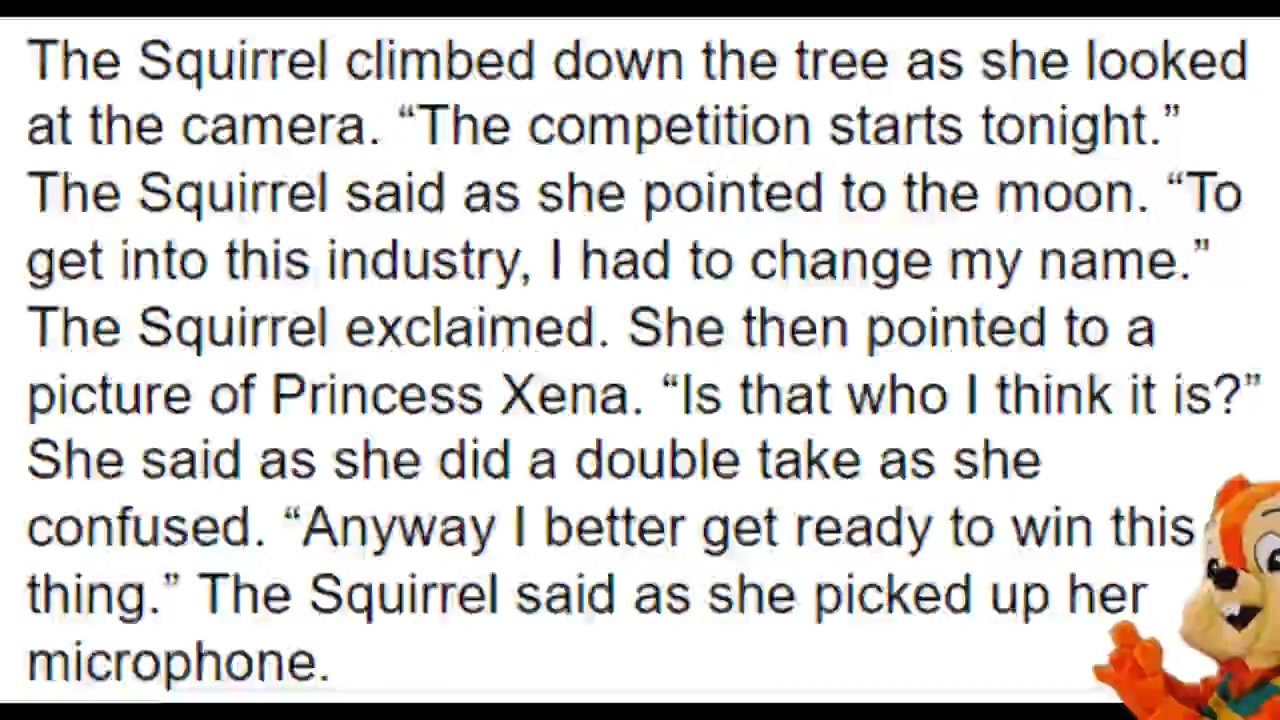 The Squirrel climbed down the tree as she looked
at the camera. “The competition starts tonight.”
The Squirrel said as she pointed to the moon. “To
get into this industry, I had to change my name.”
The Squirrel exclaimed. She then pointed to a
picture of Princess Xena. “Is that who I think it is?”
She said as she did a double take as she
confused. “Anyway I better get ready to win this
thing.” The Squirrel said as she picked up her
microphone.